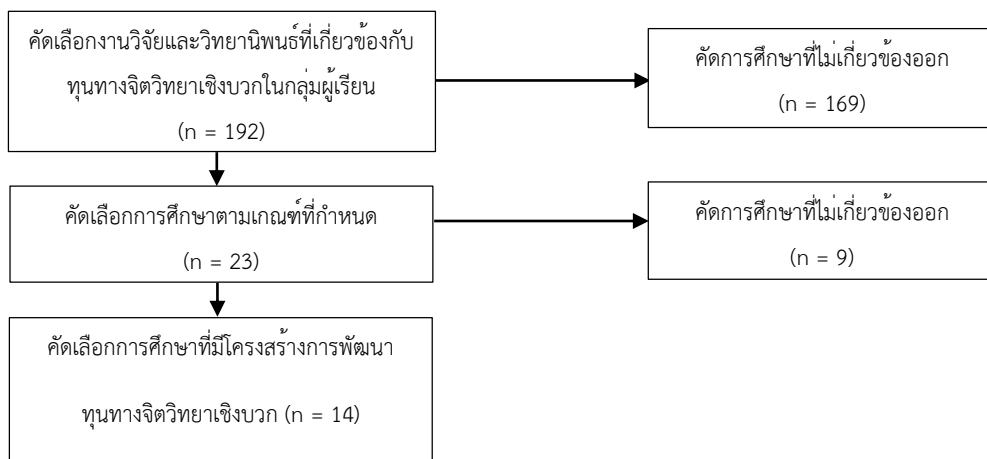 คัดเลือกงานวิจัยและวิทยานิพนธ์ที่เกี่ยวข้องกับ
ทุนทางจิตวิทยาเชิงบวกในกลุ่มผู้เรียน
(n = 192)
คัดการศึกษาที่ไม่เกี่ยวข้องออก
(n = 169)
คัดเลือกการศึกษาตามเกณฑ์ที่กำหนด
(n = 23)
คัดการศึกษาที่ไม่เกี่ยวข้องออก
(n = 9)
คัดเลือกการศึกษาที่มีโครงสร้างการพัฒนา
ทุนทางจิตวิทยาเชิงบวก (n = 14)